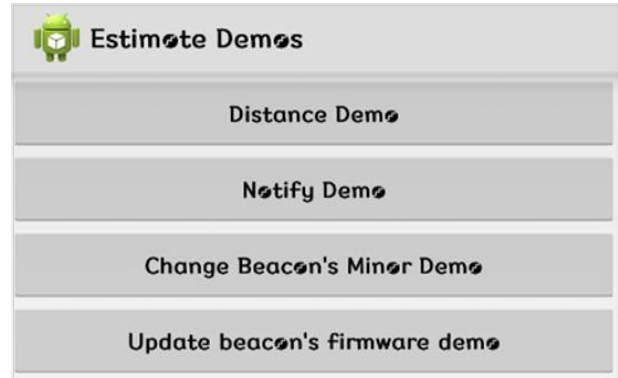 Estimote Demos
Distance Demo
Notify Demo
Change Beacon's Minor Demo
Update beacon's firmware demo